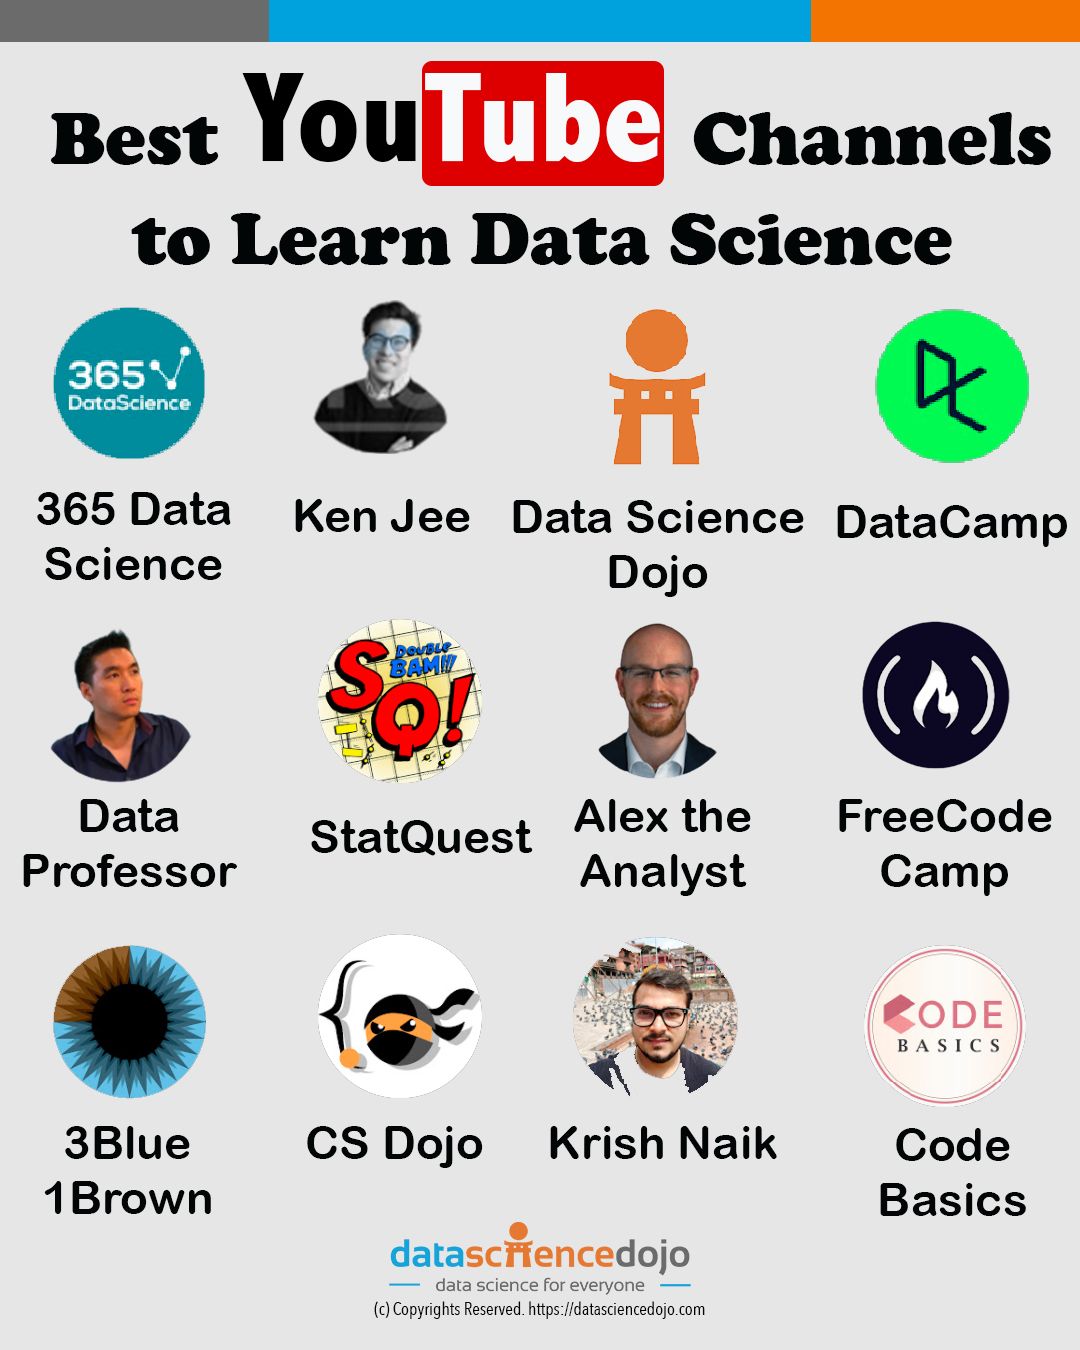 Best YouTube Channels
to Learn Data Science
365
DataScience
365 Data
Science
Ken Jee
Data Science
Dojo
DataCamp
Data
Professor
DOUBLE
BAM!!!
SQ!
StatQuest
Alex the
Analyst
FreeCode
Camp
3Blue
1Brown
CS Dojo
Krish Naik
CODE
BASICS
Code
Basics
datasciencedojo
data science for everyone
(c) Copyrights Reserved. https://datasciencedojo.com